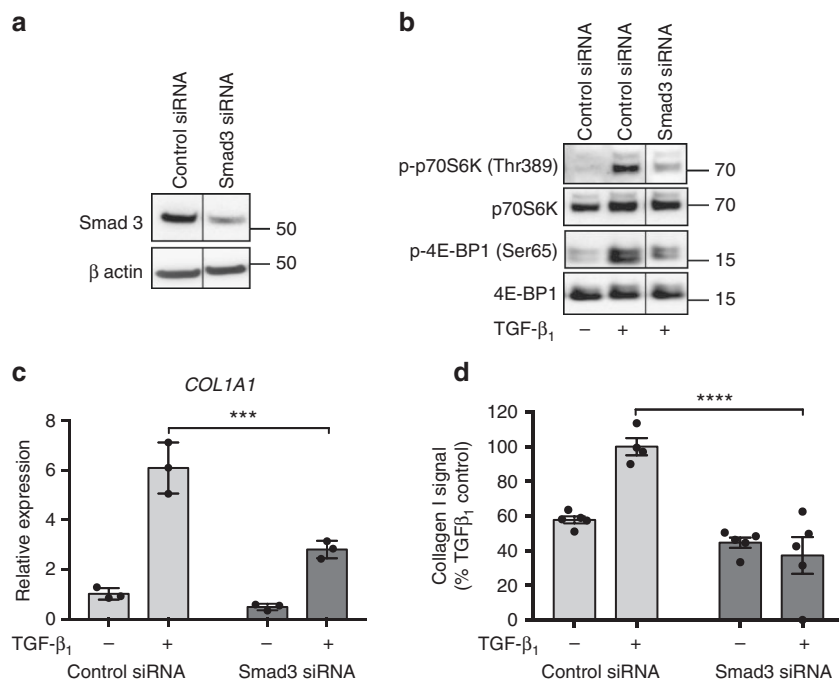 a
Control siRNA
Smad3 siRNA
Smad 3
50
β actin
50
b
Control siRNA
Control siRNA
Smad3 siRNA
p-p70S6K (Thr389)
70
p70S6K
70
p-4E-BP1 (Ser65)
15
4E-BP1
15
TGF-β₁ – + +
c
COL1A1
***
Relative expression
8
6
4
2
0
TGF-β₁ – + – +
Control siRNA Smad3 siRNA
d
****
Collagen I signal
(% TGFβ₁ control)
120
100
80
60
40
20
0
TGF-β₁ – + – +
Control siRNA Smad3 siRNA